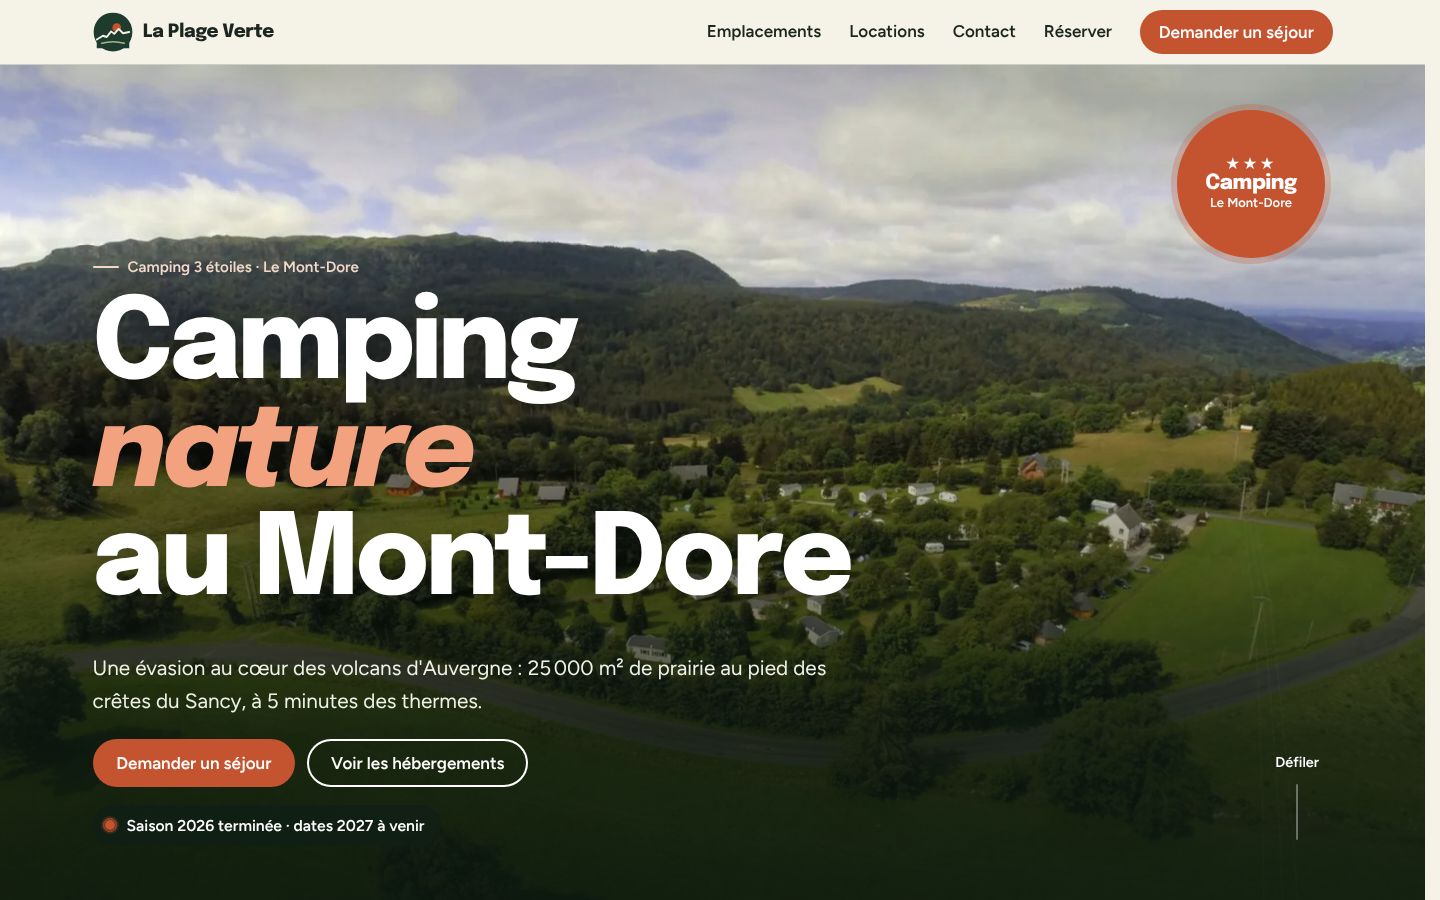 La Plage Verte
Emplacements
Locations
Contact
Réserver
Demander un séjour
★ ★ ★
Camping
Le Mont-Dore
Camping 3 étoiles · Le Mont-Dore
Camping
nature
au Mont-Dore
Une évasion au cœur des volcans d'Auvergne : 25 000 m² de prairie au pied des
crêtes du Sancy, à 5 minutes des thermes.
Demander un séjour
Voir les hébergements
Défiler
Saison 2026 terminée · dates 2027 à venir